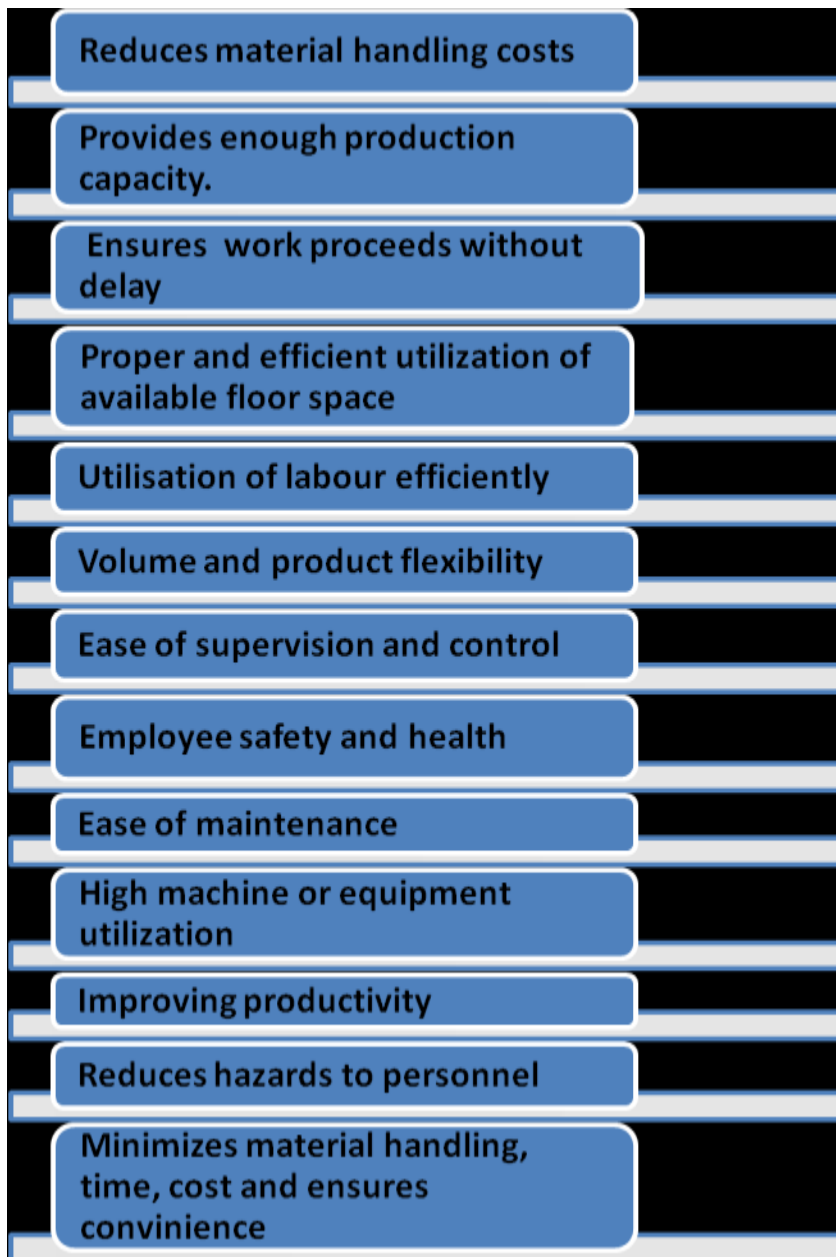 Reduces material handling costs
Provides enough production
capacity.
Ensures work proceeds without
delay
Proper and efficient utilization of
available floor space
Utilisation of labour efficiently
Volume and product flexibility
Ease of supervision and control
Employee safety and health
Ease of maintenance
High machine or equipment
utilization
Improving productivity
Reduces hazards to personnel
Minimizes material handling,
time, cost and ensures
convinience